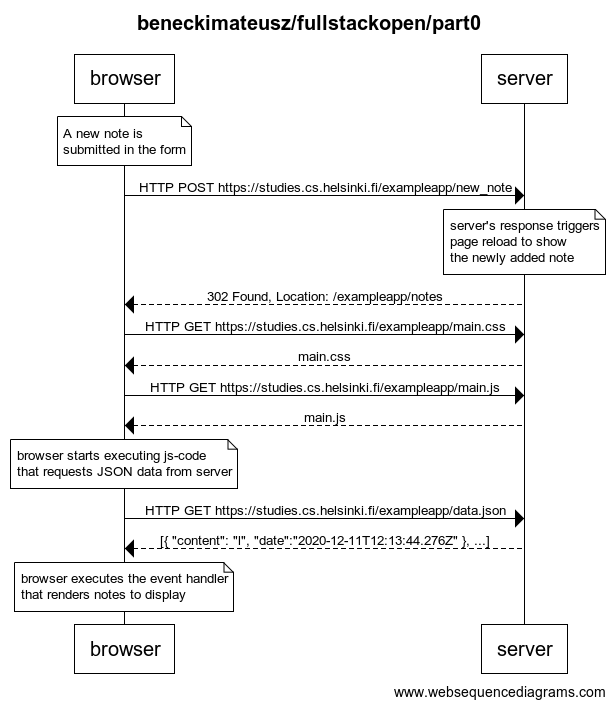 beneckimateusz/fullstackopen/part0
browser
server
A new note is
submitted in the form
HTTP POST https://studies.cs.helsinki.fi/exampleapp/new_note
server's response triggers
page reload to show
the newly added note
302 Found, Location: /exampleapp/notes
HTTP GET https://studies.cs.helsinki.fi/exampleapp/main.css
main.css
HTTP GET https://studies.cs.helsinki.fi/exampleapp/main.js
main.js
browser starts executing js-code
that requests JSON data from server
HTTP GET https://studies.cs.helsinki.fi/exampleapp/data.json
[{ "content": "l", "date":"2020-12-11T12:13:44.276Z" }, ...]
browser executes the event handler
that renders notes to display
browser
server
www.websequencediagrams.com